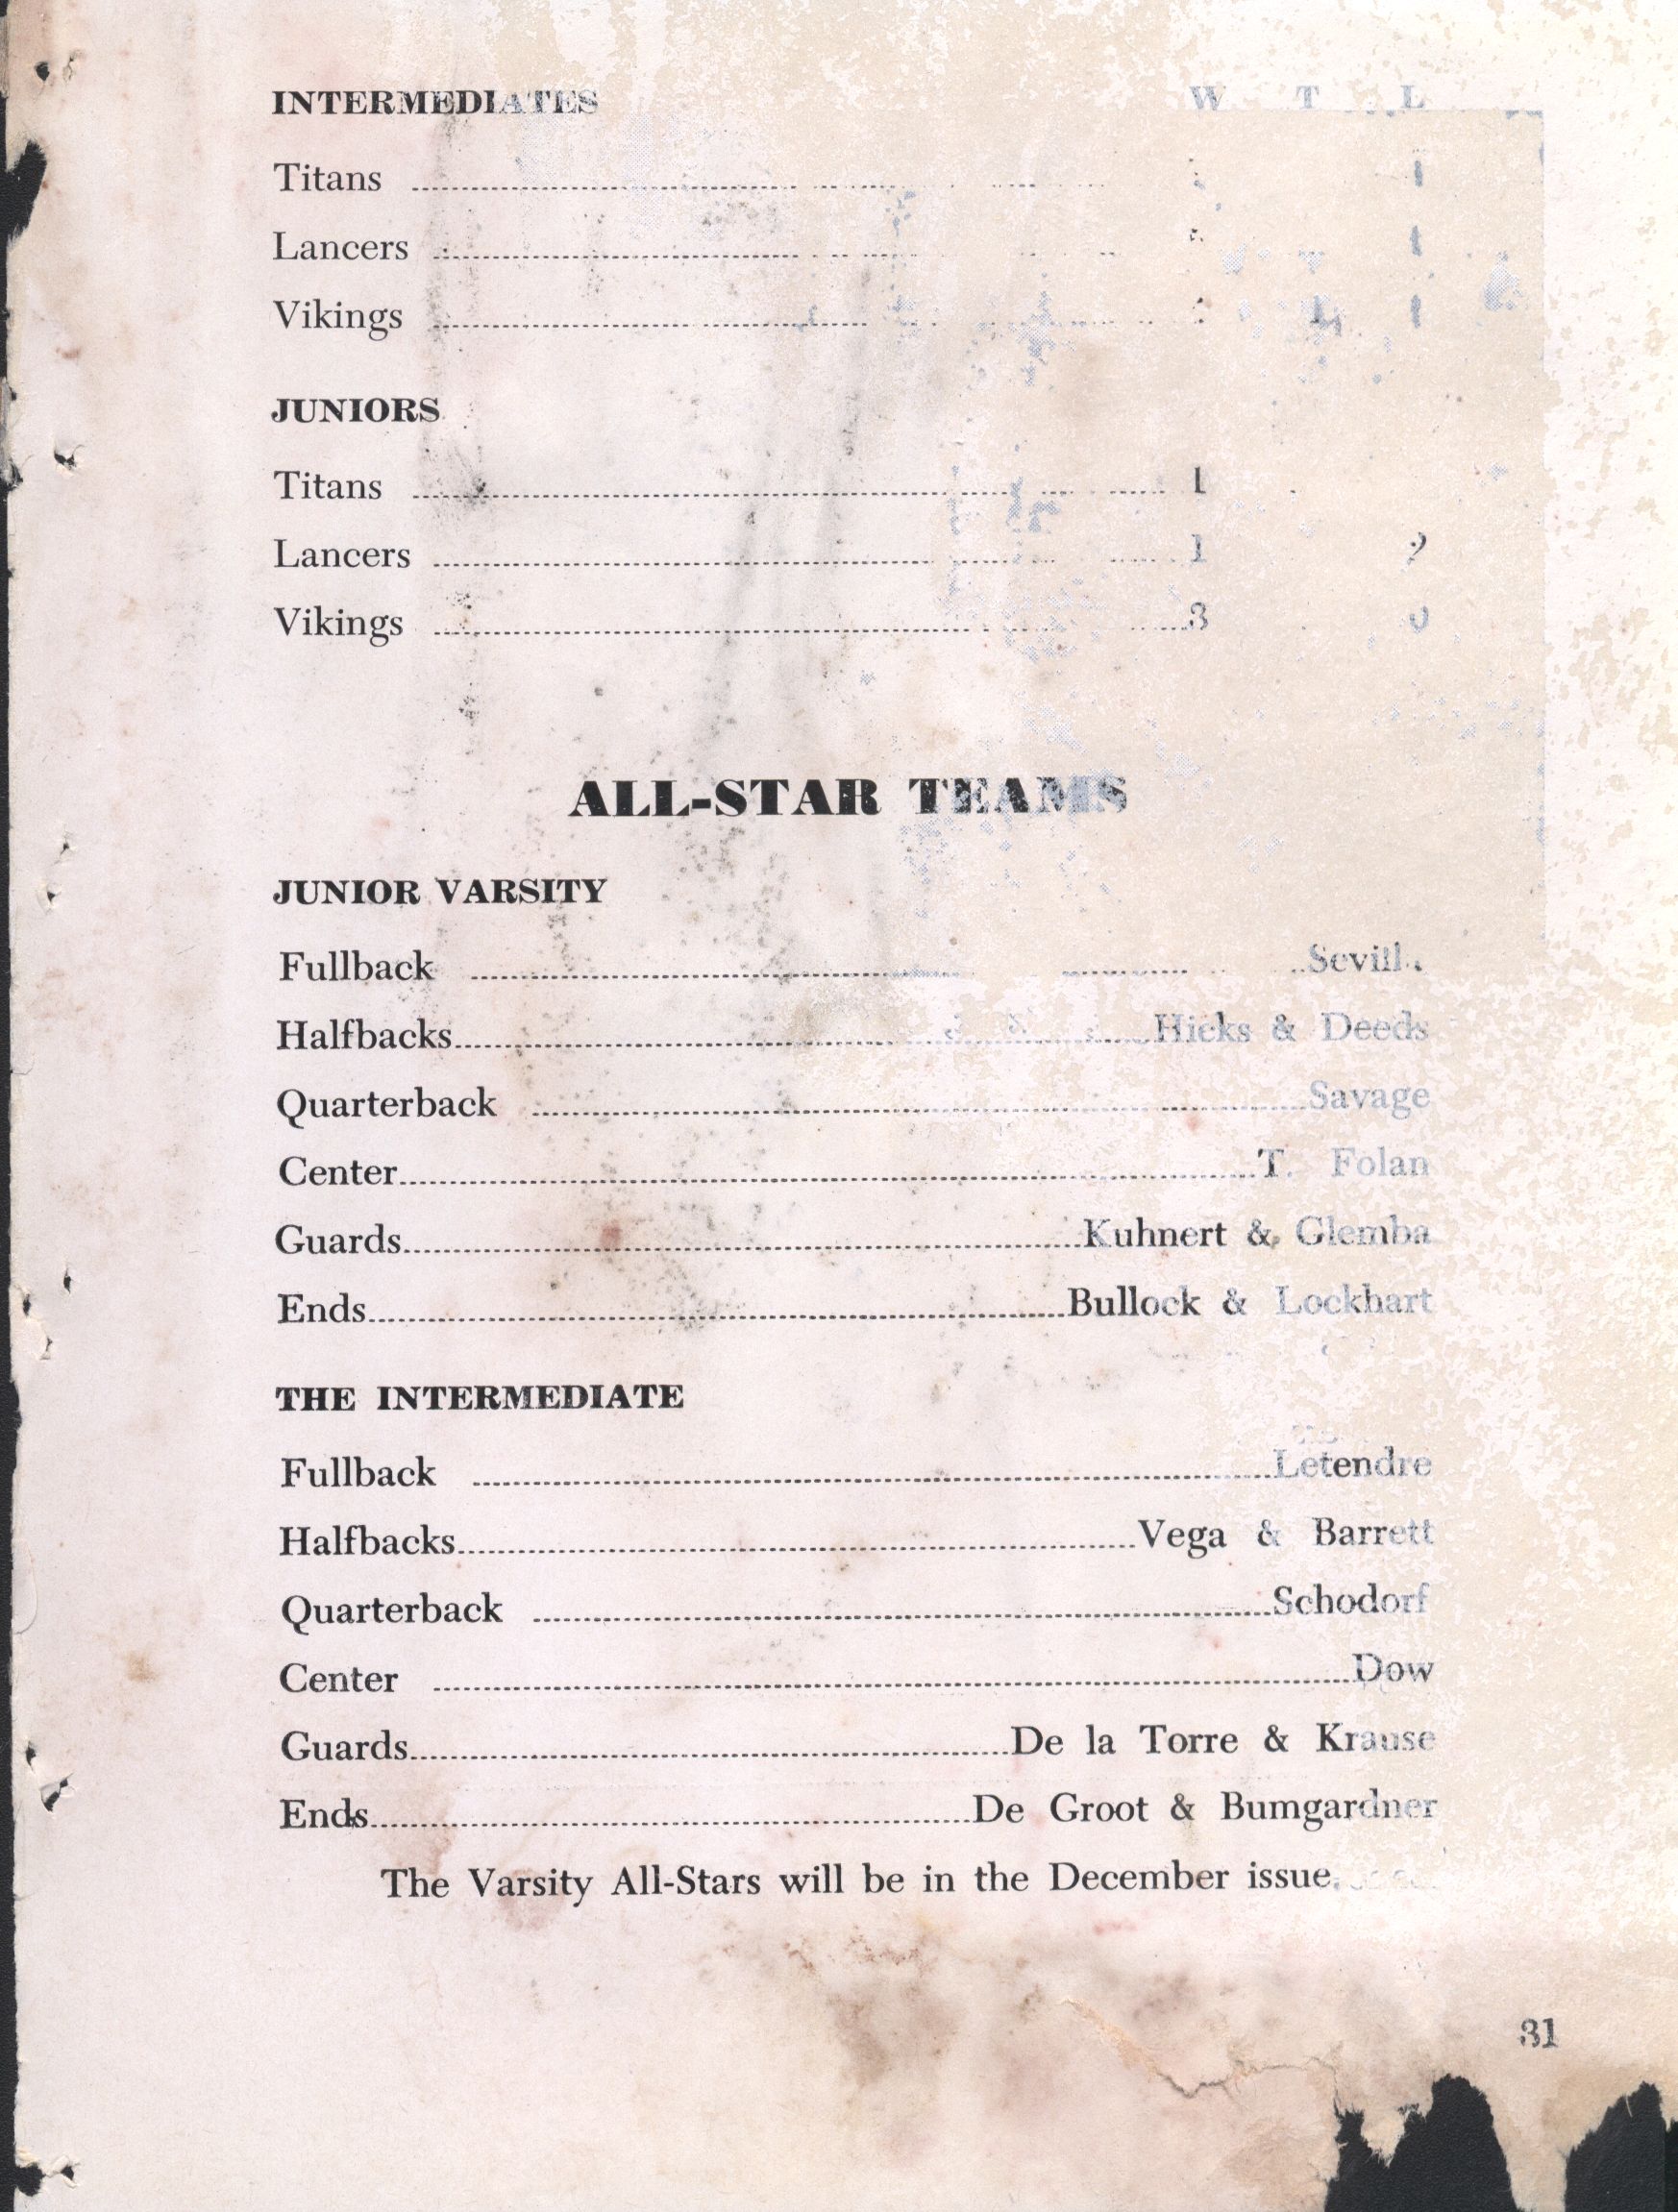 INTERMEDIATES W T L
Titans
Lancers
Vikings
JUNIORS
Titans 1
Lancers 1 2
Vikings 3 0
ALL-STAR TEAMS
JUNIOR VARSITY
Fullback
Halfbacks Hicks & Deeds
Quarterback Savage
Center T. Folan
Guards Kuhnert & Glemba
Ends Bullock & Lockhart
THE INTERMEDIATE
Fullback Letendre
Halfbacks Vega & Barrett
Quarterback Schodorf
Center Dow
Guards De la Torre & Krause
Ends De Groot & Bumgardner
The Varsity All-Stars will be in the December issue.
31